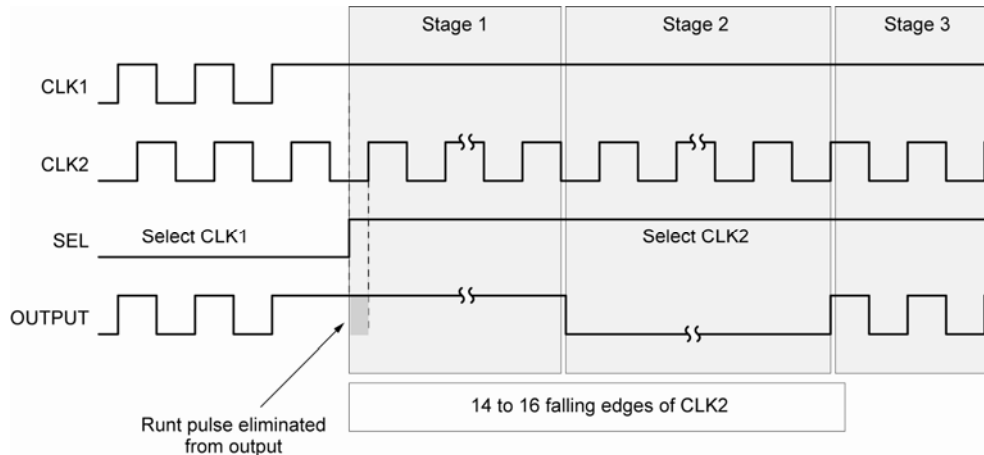 Stage 1
Stage 2
Stage 3
CLK1
CLK2
SEL
Select CLK1
Select CLK2
OUTPUT
14 to 16 falling edges of CLK2
Runt pulse eliminated
from output